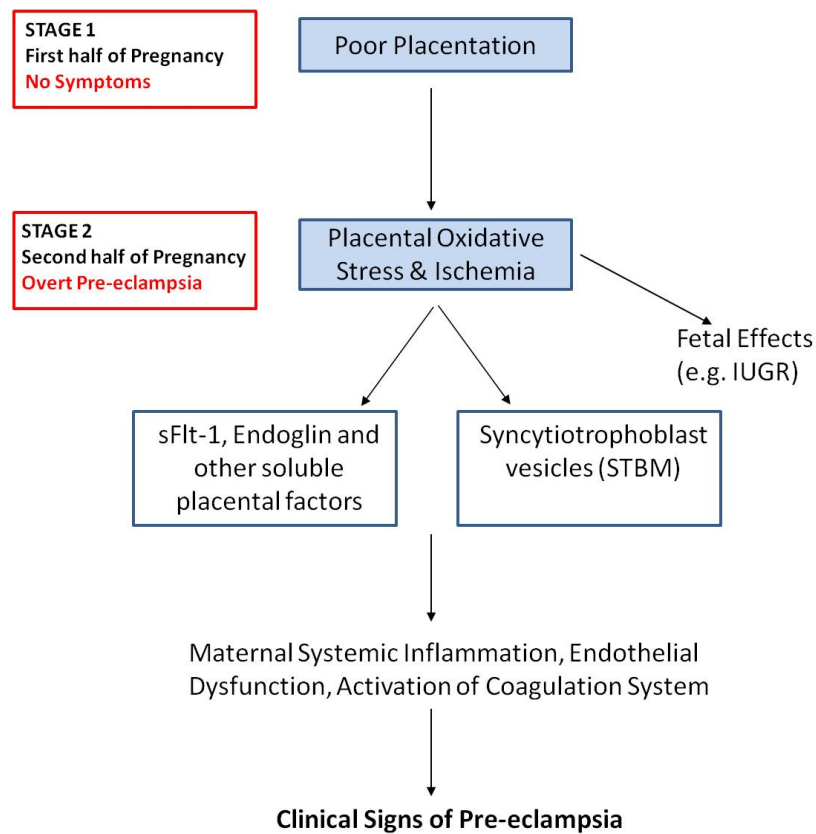 STAGE 1
First half of Pregnancy
No Symptoms
Poor Placentation
STAGE 2
Second half of Pregnancy
Overt Pre-eclampsia
Placental Oxidative
Stress & Ischemia
Fetal Effects
(e.g. IUGR)
sFlt-1, Endoglin and
other soluble
placental factors
Syncytiotrophoblast
vesicles (STBM)
Maternal Systemic Inflammation, Endothelial
Dysfunction, Activation of Coagulation System
Clinical Signs of Pre-eclampsia